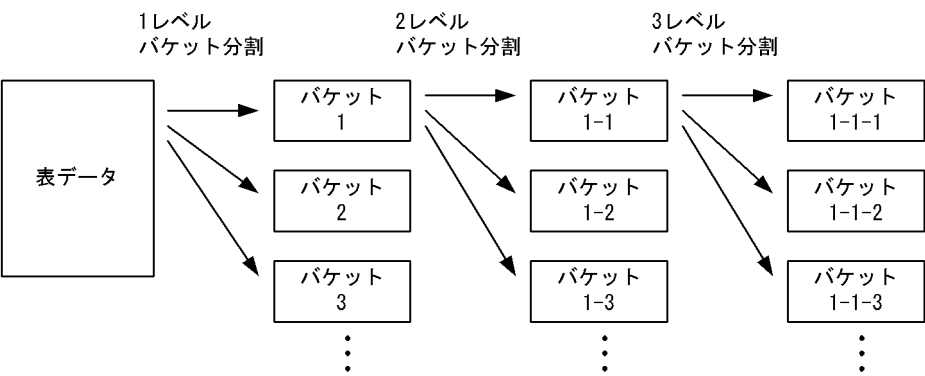 1レベル
バケット分割
2レベル
バケット分割
3レベル
バケット分割
表データ
バケット
1
バケット
2
バケット
3
バケット
1-1
バケット
1-2
バケット
1-3
バケット
1-1-1
バケット
1-1-2
バケット
1-1-3